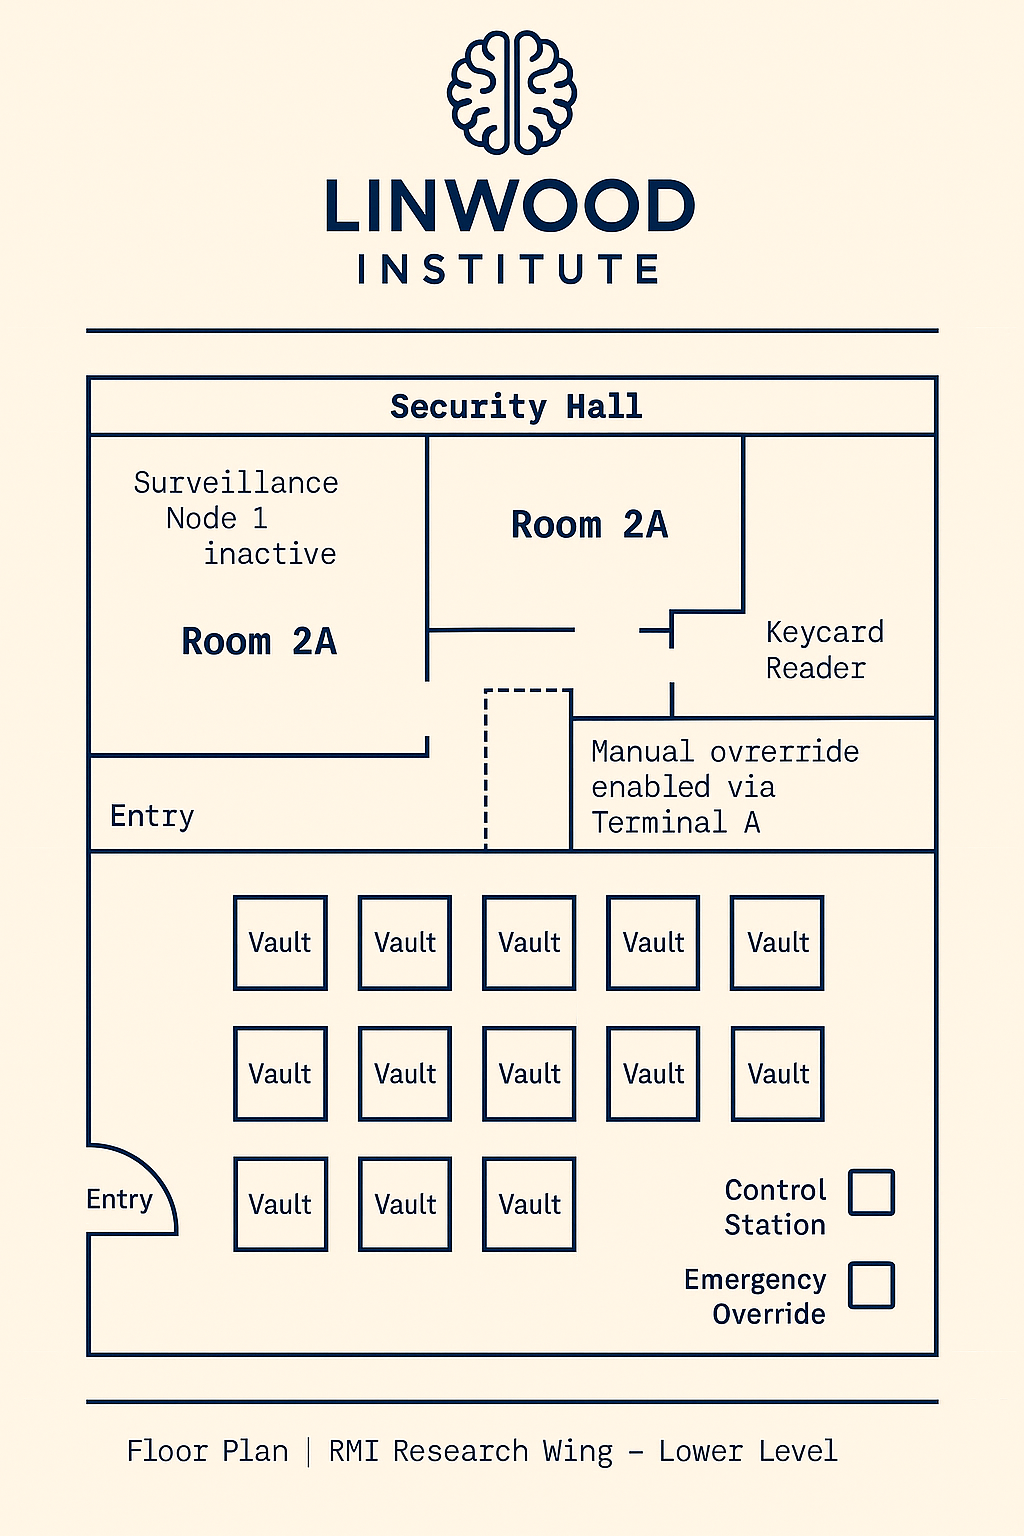 LINWOOD
INSTITUTE
Security Hall
Surveillance
Node 1
inactive
Room 2A
Room 2A
Keycard
Reader
Manual ovrerride
enabled via
Terminal A
Entry
Vault Vault Vault Vault Vault
Vault Vault Vault Vault Vault
Entry
Vault Vault Vault
Control
Station
Emergency
Override
Floor Plan | RMI Research Wing – Lower Level